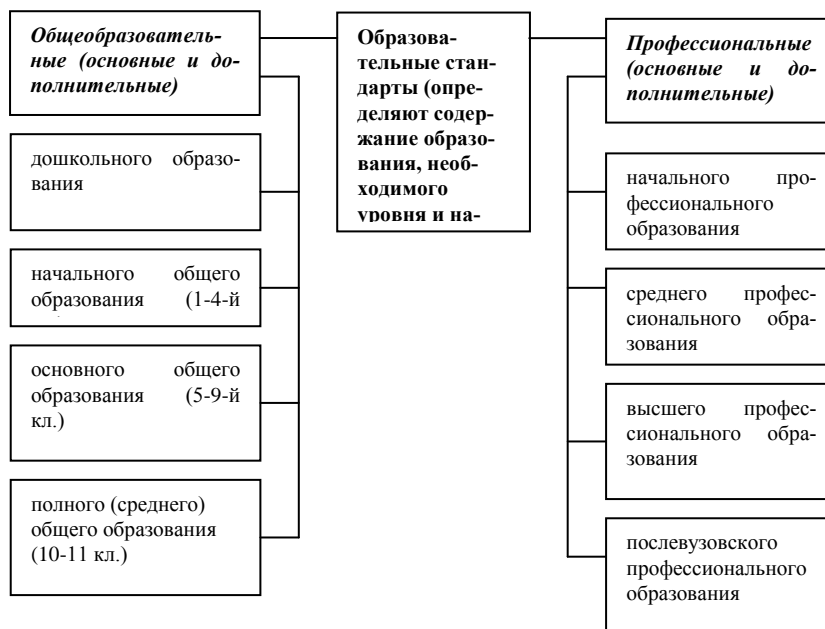 Общеобразователь-
ные (основные и до-
полнительные)
дошкольного образо-
вания
начального общего
образования (1-4-й
основного общего
образования (5-9-й
кл.)
полного (среднего)
общего образования
(10-11 кл.)
Образова-
тельные стан-
дарты (опре-
деляют содер-
жание образо-
вания, необ-
ходимого
уровня и на-
Профессиональные
(основные и до-
полнительные)
начального про-
фессионального
образования
среднего профес-
сионального обра-
зования
высшего профес-
сионального обра-
зования
послевузовского
профессионального
образования